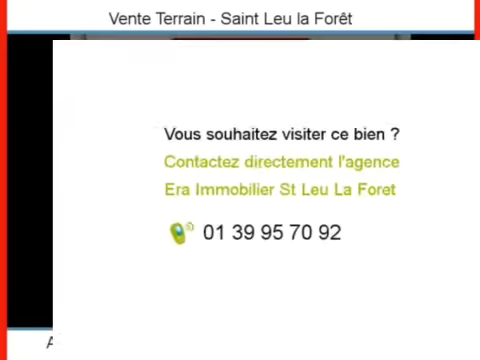 Vente Terrain - Saint Leu la Forêt
Vous souhaitez visiter ce bien ?
Contactez directement l'agence
Era Immobilier St Leu La Foret
01 39 95 70 92